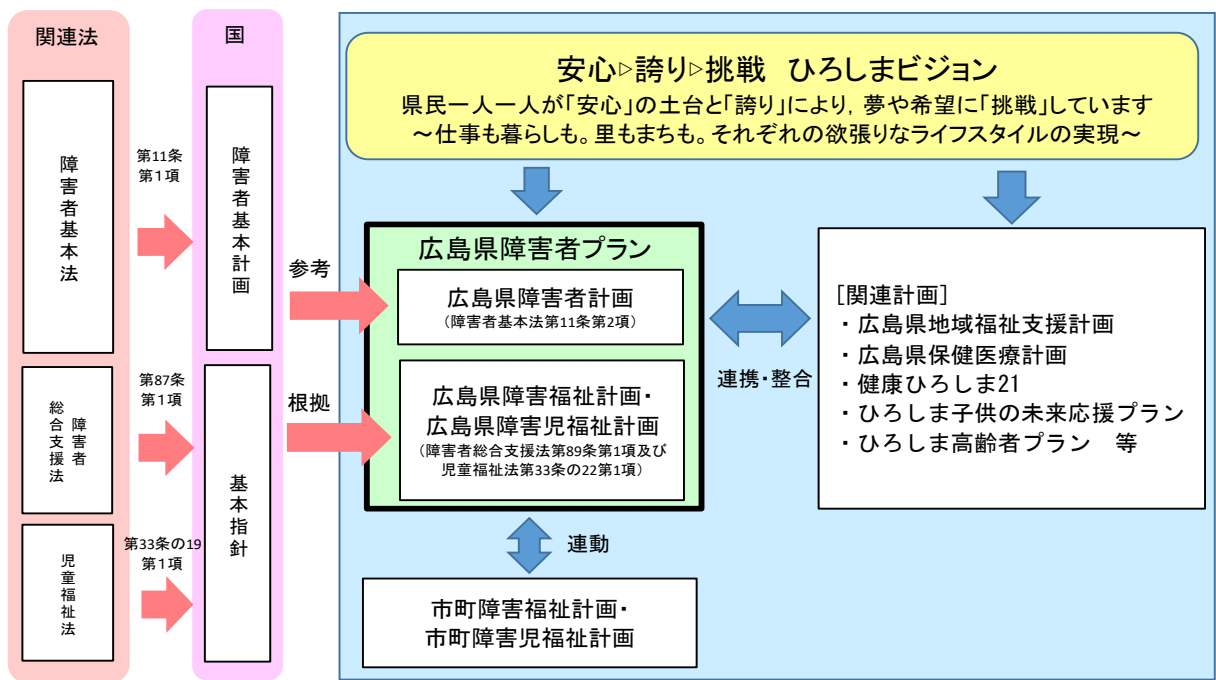 関連法
国
安心▷誇り▷挑戦 ひろしまビジョン
県民一人一人が「安心」の土台と「誇り」により，夢や希望に「挑戦」しています
～仕事も暮らしも。里もまちも。それぞれの欲張りなライフスタイルの実現～
障害者基本法
第11条
第1項
障害者基本計画
参考
広島県障害者プラン
広島県障害者計画
（障害者基本法第11条第2項）
障害者
総合支援法
第87条
第1項
基本指針
根拠
広島県障害福祉計画・
広島県障害児福祉計画
（障害者総合支援法第89条第1項及び
児童福祉法第33条の22第1項）
児童福祉法
第33条の19
第1項
連携・整合
[関連計画]
・広島県地域福祉支援計画
・広島県保健医療計画
・健康ひろしま21
・ひろしま子供の未来応援プラン
・ひろしま高齢者プラン 等
連動
市町障害福祉計画・
市町障害児福祉計画